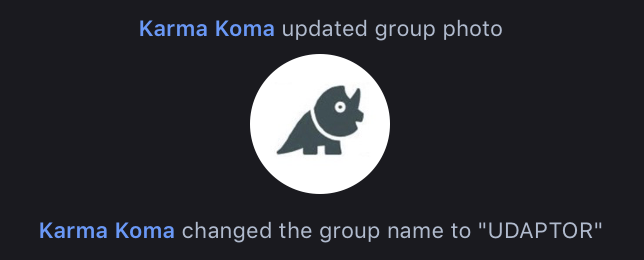 Karma Koma updated group photo
Karma Koma changed the group name to "UDAPTOR"